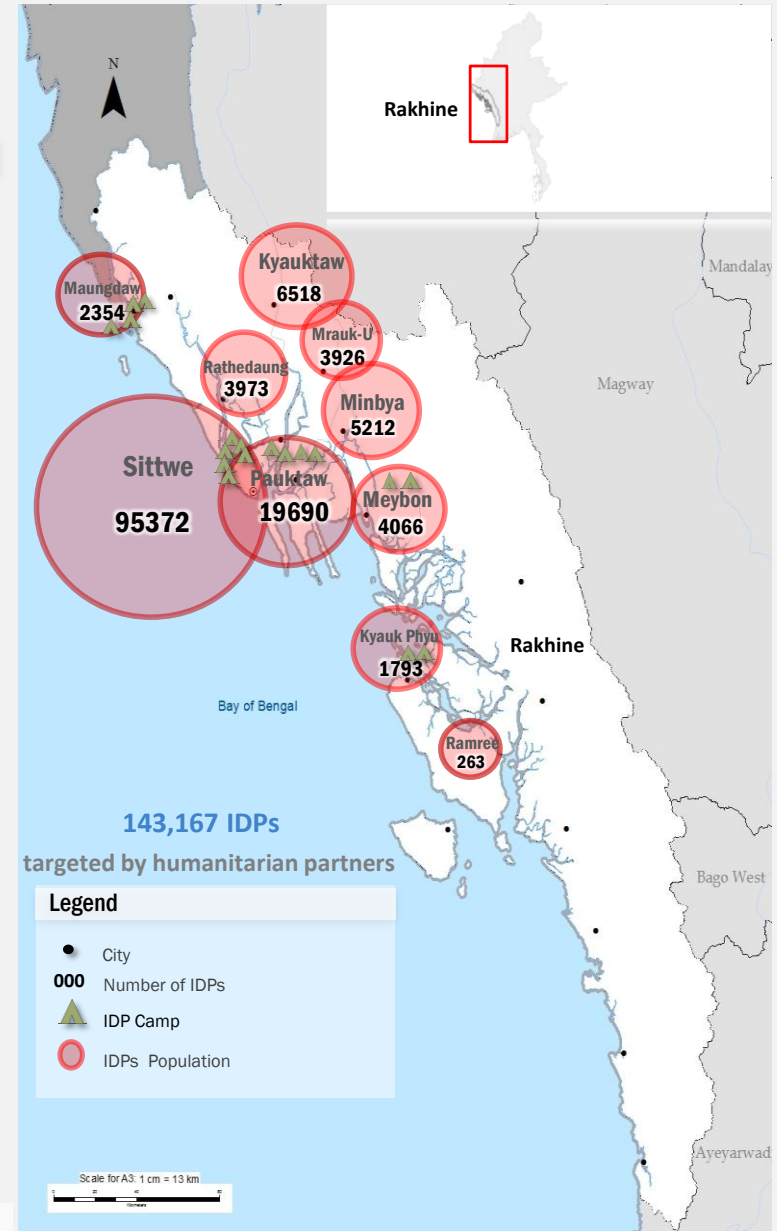 N
Rakhine
Mandalay
Kyauktaw
6518
Maungdaw
2354
Mrauk-U
3926
Rathedaung
3973
Magway
Minbya
5212
Sittwe
95372
Pauktaw
19690
Meybon
4066
Kyauk Phyu
1793
Rakhine
Bay of Bengal
Ramree
263
143,167 IDPs
targeted by humanitarian partners
Bago West
Legend
City
000 Number of IDPs
IDP Camp
IDPs Population
Ayeyarwad
Scale for A3: 1 cm = 13 km
Kilometers